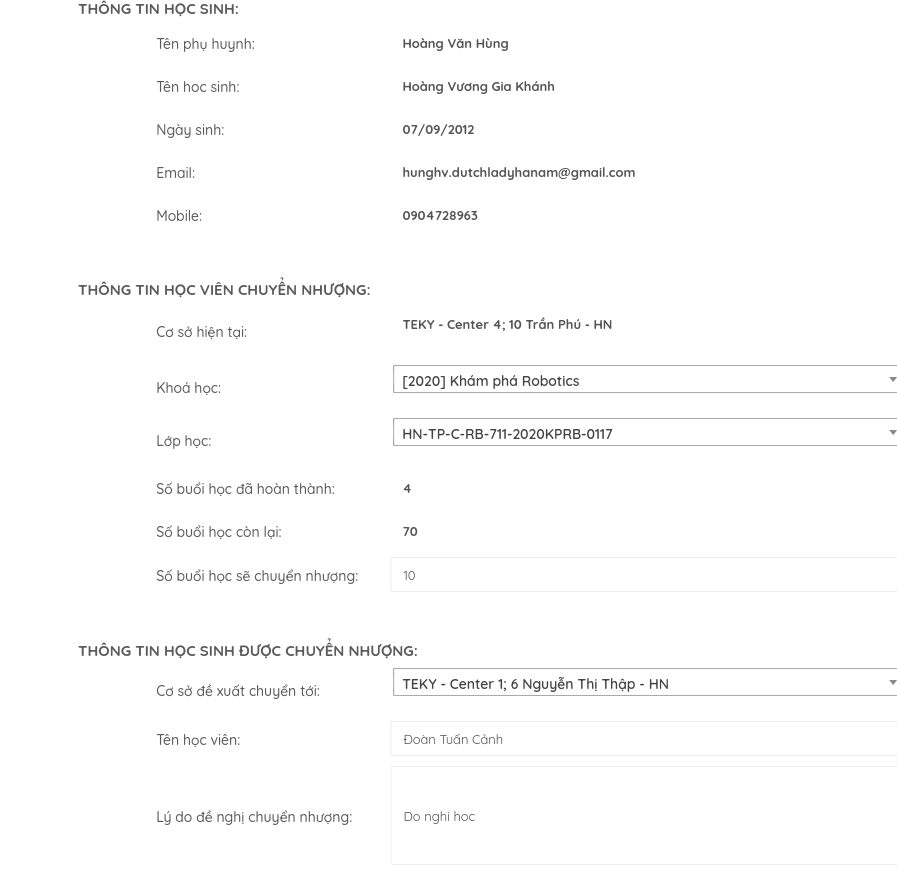 THÔNG TIN HỌC SINH:
Tên phụ huynh: Hoàng Văn Hùng
Tên hoc sinh: Hoàng Vương Gia Khánh
Ngày sinh: 07/09/2012
Email: hunghv.dutchladyhanam@gmail.com
Mobile: 0904728963
THÔNG TIN HỌC VIÊN CHUYỂN NHƯỢNG:
Cơ sở hiện tại: TEKY - Center 4; 10 Trần Phú - HN
Khoá học: [2020] Khám phá Robotics
Lớp học: HN-TP-C-RB-711-2020KPRB-0117
Số buổi học đã hoàn thành: 4
Số buổi học còn lại: 70
Số buổi học sẽ chuyển nhượng: 10
THÔNG TIN HỌC SINH ĐƯỢC CHUYỂN NHƯỢNG:
Cơ sở đề xuất chuyển tới: TEKY - Center 1; 6 Nguyễn Thị Thập - HN
Tên học viên: Đoàn Tuấn Cảnh
Lý do đề nghị chuyển nhượng: Do nghi hoc